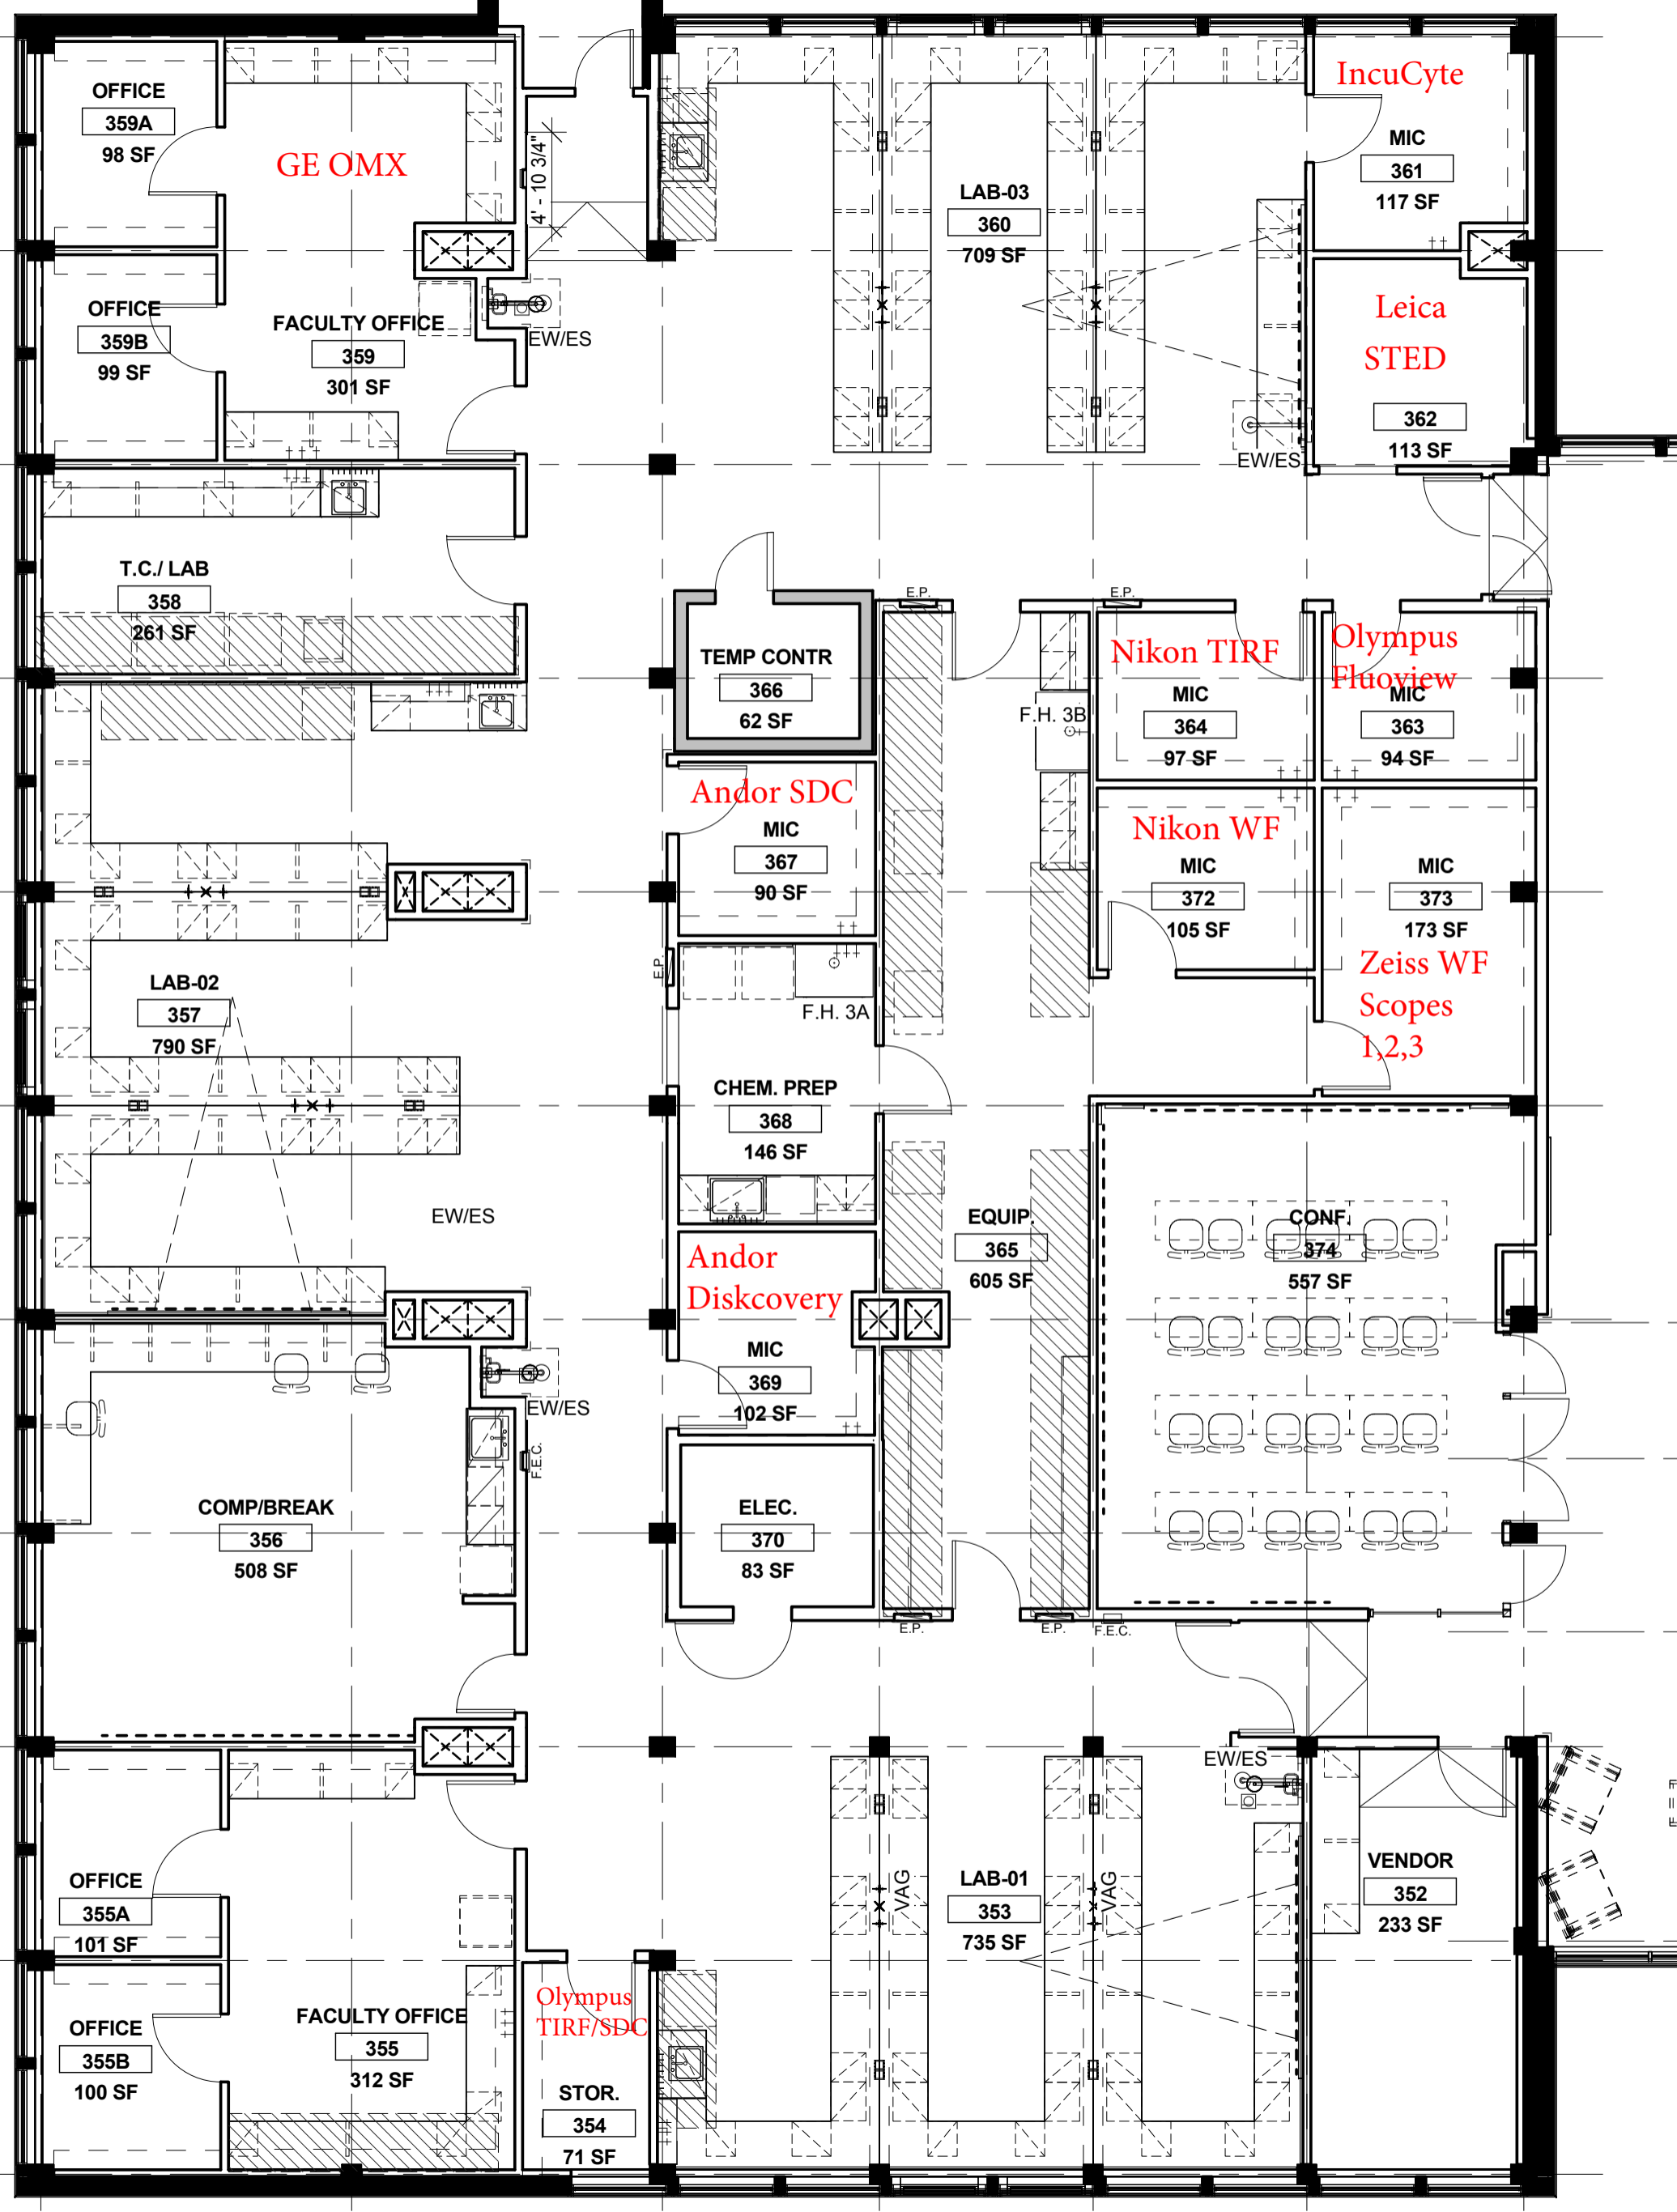 OFFICE
359A
98 SF
GE OMX
4' - 10 3/4"
LAB-03
360
709 SF
IncuCyte
MIC
361
117 SF
OFFICE
359B
99 SF
FACULTY OFFICE
359
301 SF
EW/ES
Leica
STED
362
113 SF
EW/ES
T.C./ LAB
358
261 SF
E.P.
E.P.
TEMP CONTR
366
62 SF
F.H. 3B
Nikon TIRF
MIC
364
97 SF
Olympus
Fluoview
MIC
363
94 SF
Andor SDC
MIC
367
90 SF
Nikon WF
MIC
372
105 SF
MIC
373
173 SF
Zeiss WF
Scopes
1,2,3
LAB-02
357
790 SF
E.P.
F.H. 3A
CHEM. PREP
368
146 SF
EW/ES
EQUIP.
365
605 SF
CONF.
374
557 SF
Andor
Diskcovery
MIC
369
102 SF
EW/ES
F.E.C.
COMP/BREAK
356
508 SF
ELEC.
370
83 SF
E.P.
E.P.
F.E.C.
EW/ES
OFFICE
355A
101 SF
VAG
LAB-01
353
735 SF
VAG
VENDOR
352
233 SF
OFFICE
355B
100 SF
FACULTY OFFICE
355
312 SF
Olympus
TIRF/SDC
STOR.
354
71 SF